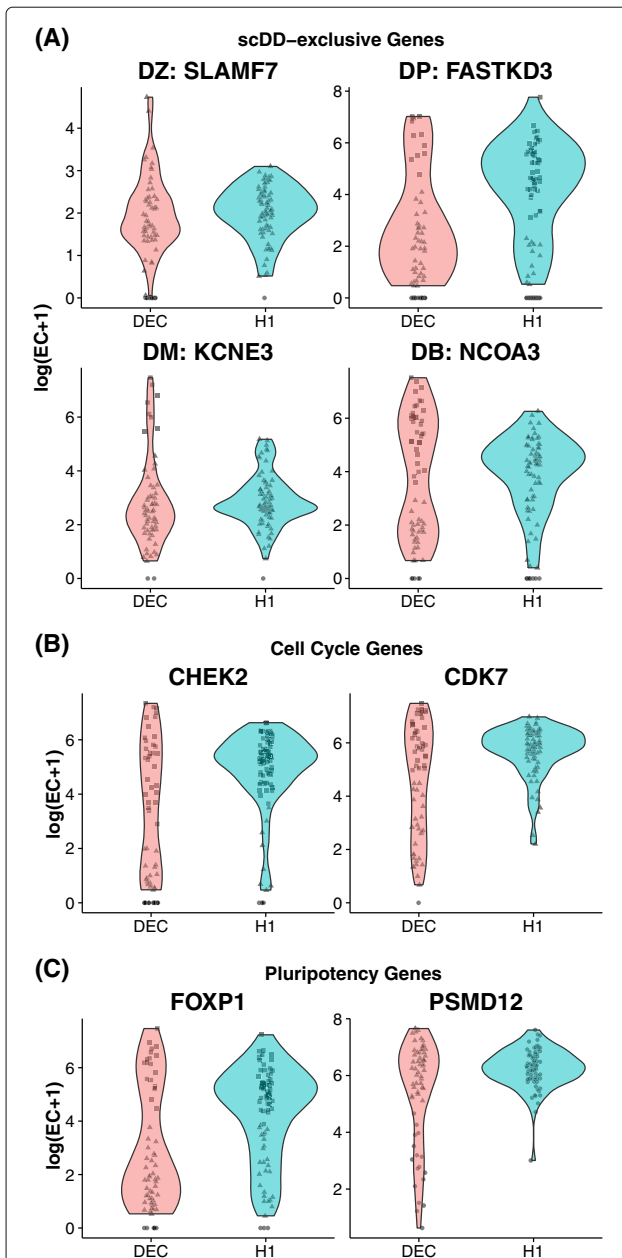 (A)
scDD−exclusive Genes
DZ: SLAMF7
DP: FASTKD3
log(EC+1)
4
3
2
1
0
DEC
H1
8
6
4
2
0
DEC
H1
DM: KCNE3
DB: NCOA3
6
4
2
0
DEC
H1
6
4
2
0
DEC
H1
(B)
Cell Cycle Genes
CHEK2
CDK7
log(EC+1)
6
4
2
0
DEC
H1
6
4
2
0
DEC
H1
(C)
Pluripotency Genes
FOXP1
PSMD12
log(EC+1)
6
4
2
0
DEC
H1
8
6
4
2
DEC
H1